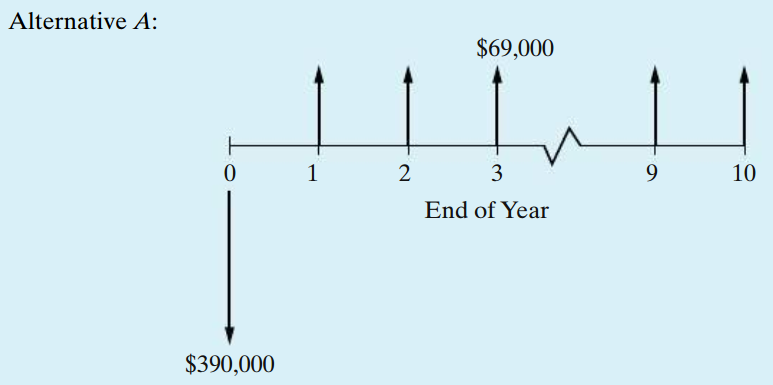 Alternative A:
$69,000
0 1 2 3 9 10
End of Year
$390,000